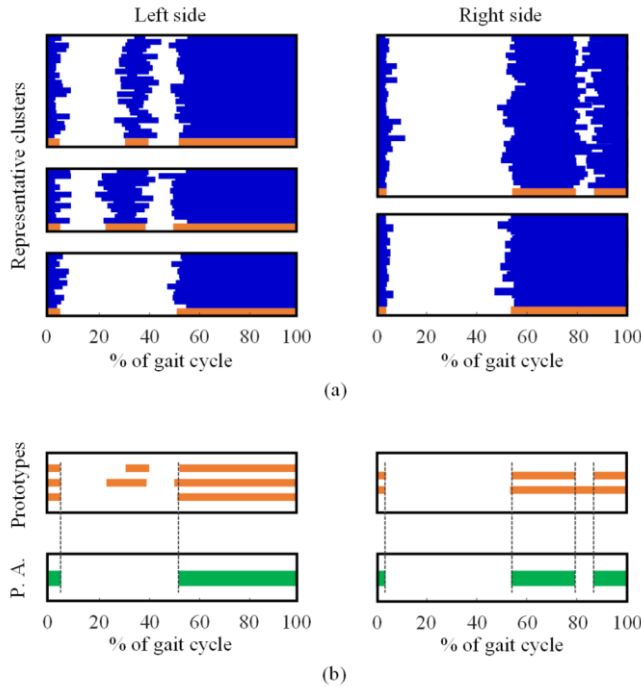 Left side
Right side
Representative clusters
0 20 40 60 80 100
0 20 40 60 80 100
% of gait cycle
% of gait cycle
(a)
Prototypes
P. A.
0 20 40 60 80 100
0 20 40 60 80 100
% of gait cycle
% of gait cycle
(b)